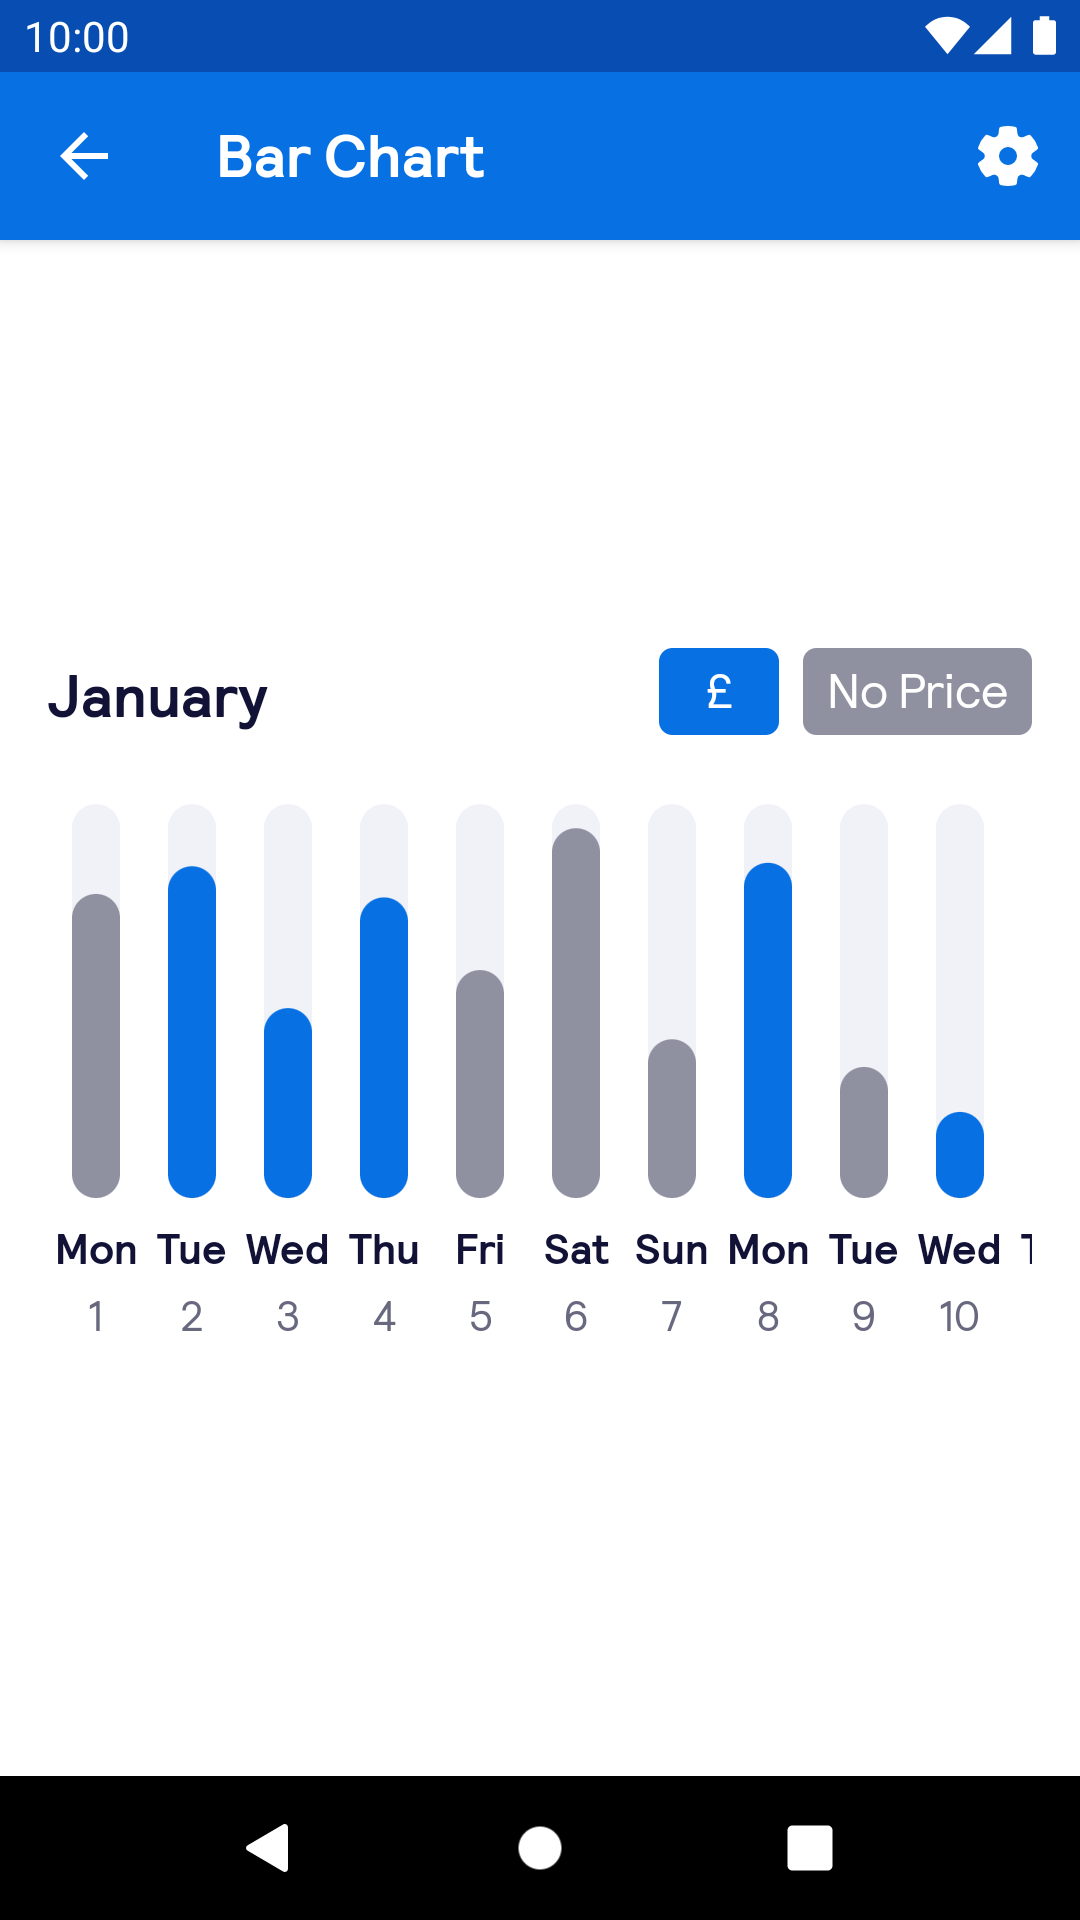 10:00
Bar Chart
January
£ No Price
Mon Tue Wed Thu Fri Sat Sun Mon Tue Wed T
1 2 3 4 5 6 7 8 9 10